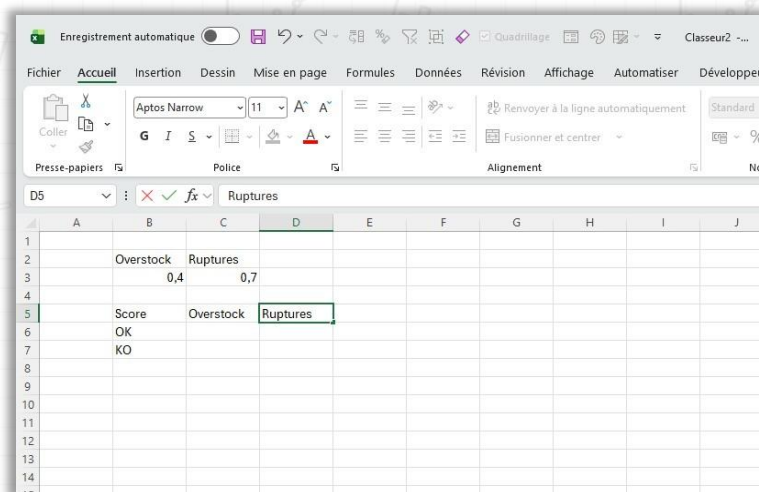 Enregistrement automatique Quadrillage Classeur2 -...
Fichier Accueil Insertion Dessin Mise en page Formules Données Révision Affichage Automatiser Développeu
Coller Aptos Narrow 11 A^ A˅ Renvoyer à la ligne automatiquement Standard
G I S A Fusionner et centrer %
Presse-papiers Police Alignement No
D5 fx Ruptures
A B C D E F G H I J
1
2 Overstock Ruptures
3 0,4 0,7
4
5 Score Overstock Ruptures
6 OK
7 KO
8
9
10
11
12
13
14